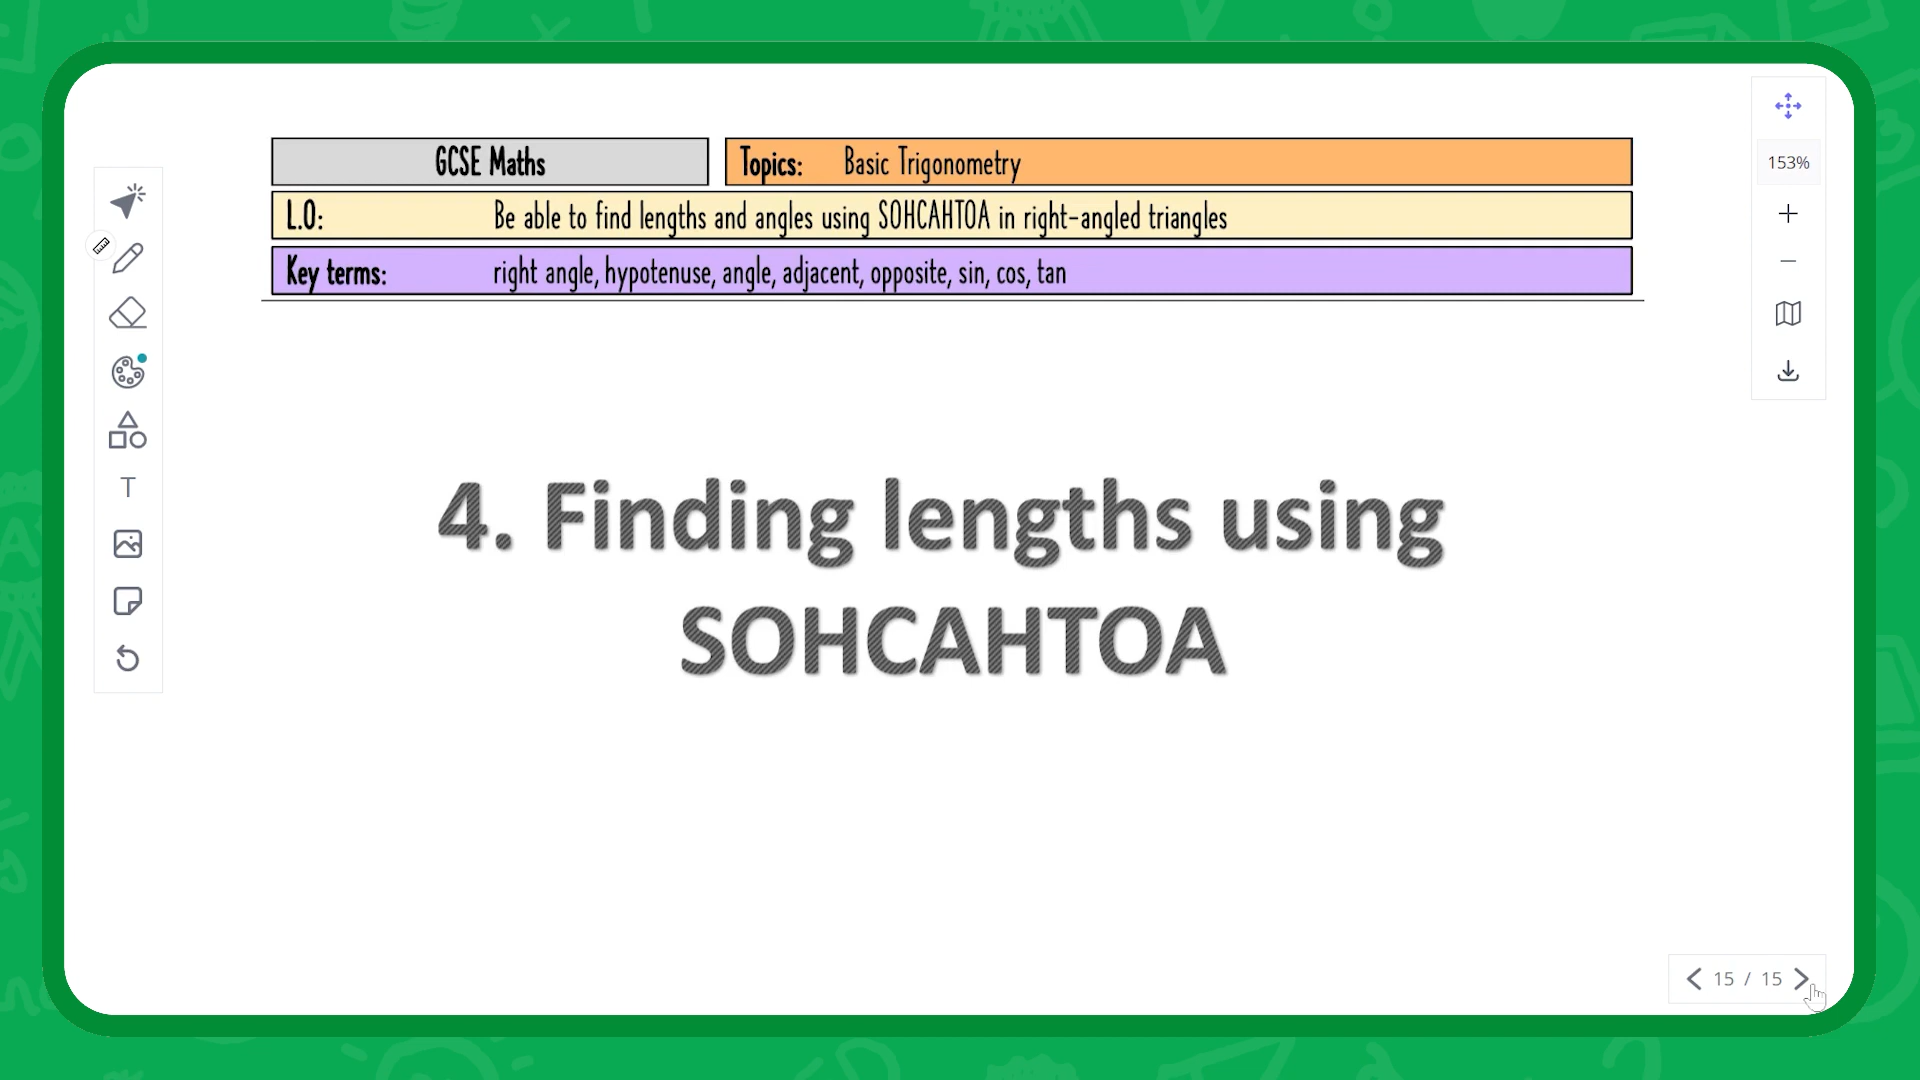 GCSE Maths
Topics: Basic Trigonometry
L.O: Be able to find lengths and angles using SOHCAHTOA in right-angled triangles
Key terms: right angle, hypotenuse, angle, adjacent, opposite, sin, cos, tan
153%
T
4. Finding lengths using
SOHCAHTOA
15 / 15